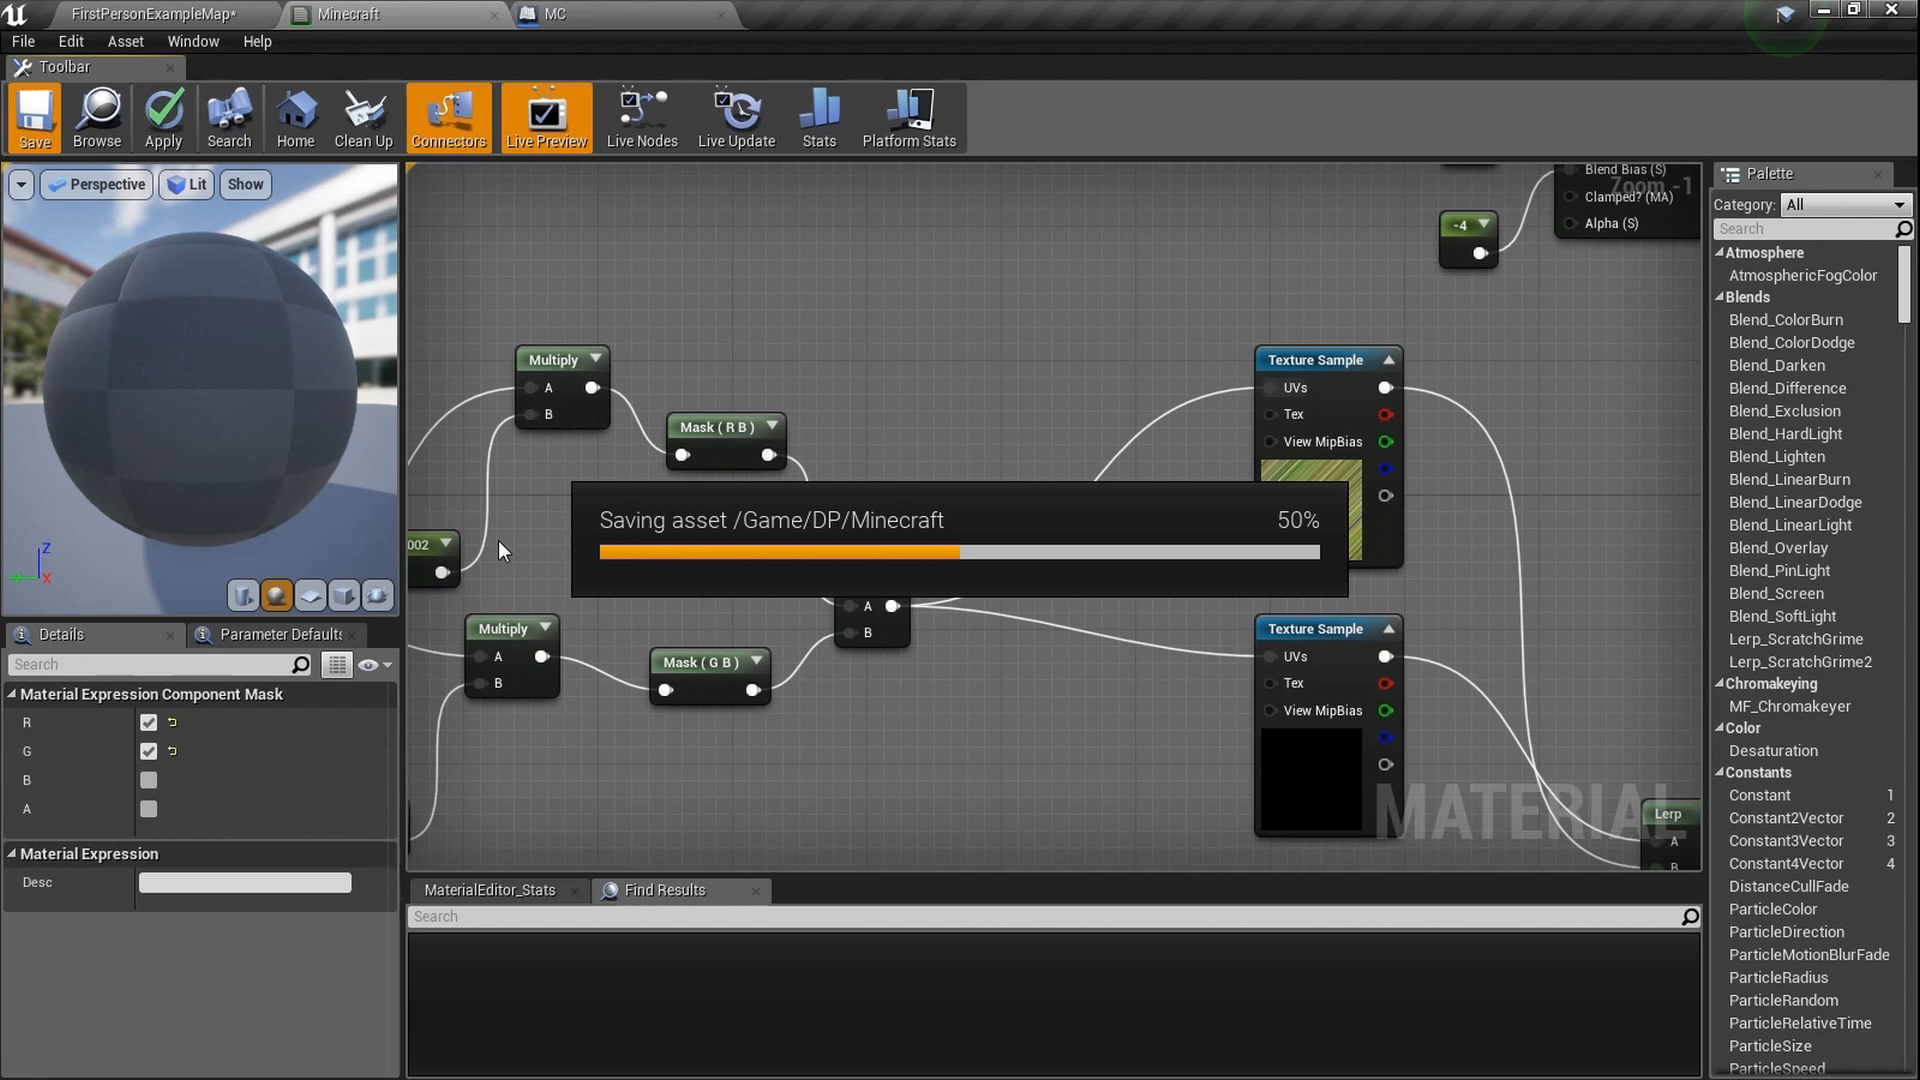 FirstPersonExampleMap*
Minecraft
MC
File Edit Asset Window Help
Toolbar
Save Browse Apply Search Home Clean Up Connectors Live Preview Live Nodes Live Update Stats Platform Stats
Perspective Lit Show
Z
X
Details
Parameter Defaults
Search
Material Expression Component Mask
R
G
B
A
Material Expression
Desc
Zoom -1
Blend Bias (S)
Clamped? (MA)
Alpha (S)
-4
Multiply
A
B
Mask ( R B )
002
Saving asset /Game/DP/Minecraft 50%
Texture Sample
UVs
Tex
View MipBias
A
B
Multiply
A
B
Mask ( G B )
Texture Sample
UVs
Tex
View MipBias
MATERIAL
Lerp
A
B
MaterialEditor_Stats
Find Results
Search
Palette
Category: All
Search
Atmosphere
AtmosphericFogColor
Blends
Blend_ColorBurn
Blend_ColorDodge
Blend_Darken
Blend_Difference
Blend_Exclusion
Blend_HardLight
Blend_Lighten
Blend_LinearBurn
Blend_LinearDodge
Blend_LinearLight
Blend_Overlay
Blend_PinLight
Blend_Screen
Blend_SoftLight
Lerp_ScratchGrime
Lerp_ScratchGrime2
Chromakeying
MF_Chromakeyer
Color
Desaturation
Constants
Constant 1
Constant2Vector 2
Constant3Vector 3
Constant4Vector 4
DistanceCullFade
ParticleColor
ParticleDirection
ParticleMotionBlurFade
ParticleRadius
ParticleRandom
ParticleRelativeTime
ParticleSize
ParticleSpeed